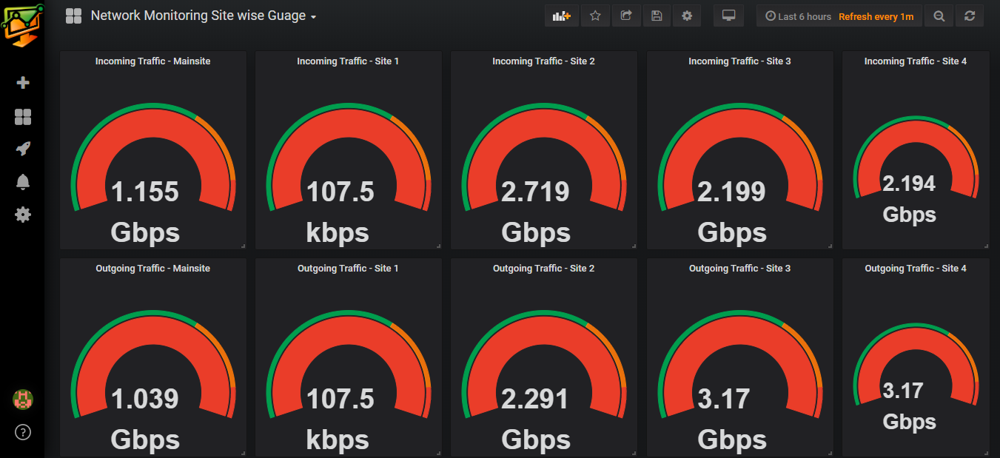 Network Monitoring Site wise Guage
Last 6 hours Refresh every 1m
Incoming Traffic - Mainsite
1.155
Gbps
Incoming Traffic - Site 1
107.5
kbps
Incoming Traffic - Site 2
2.719
Gbps
Incoming Traffic - Site 3
2.199
Gbps
Incoming Traffic - Site 4
2.194
Gbps
Outgoing Traffic - Mainsite
1.039
Gbps
Outgoing Traffic - Site 1
107.5
kbps
Outgoing Traffic - Site 2
2.291
Gbps
Outgoing Traffic - Site 3
3.17
Gbps
Outgoing Traffic - Site 4
3.17
Gbps
?